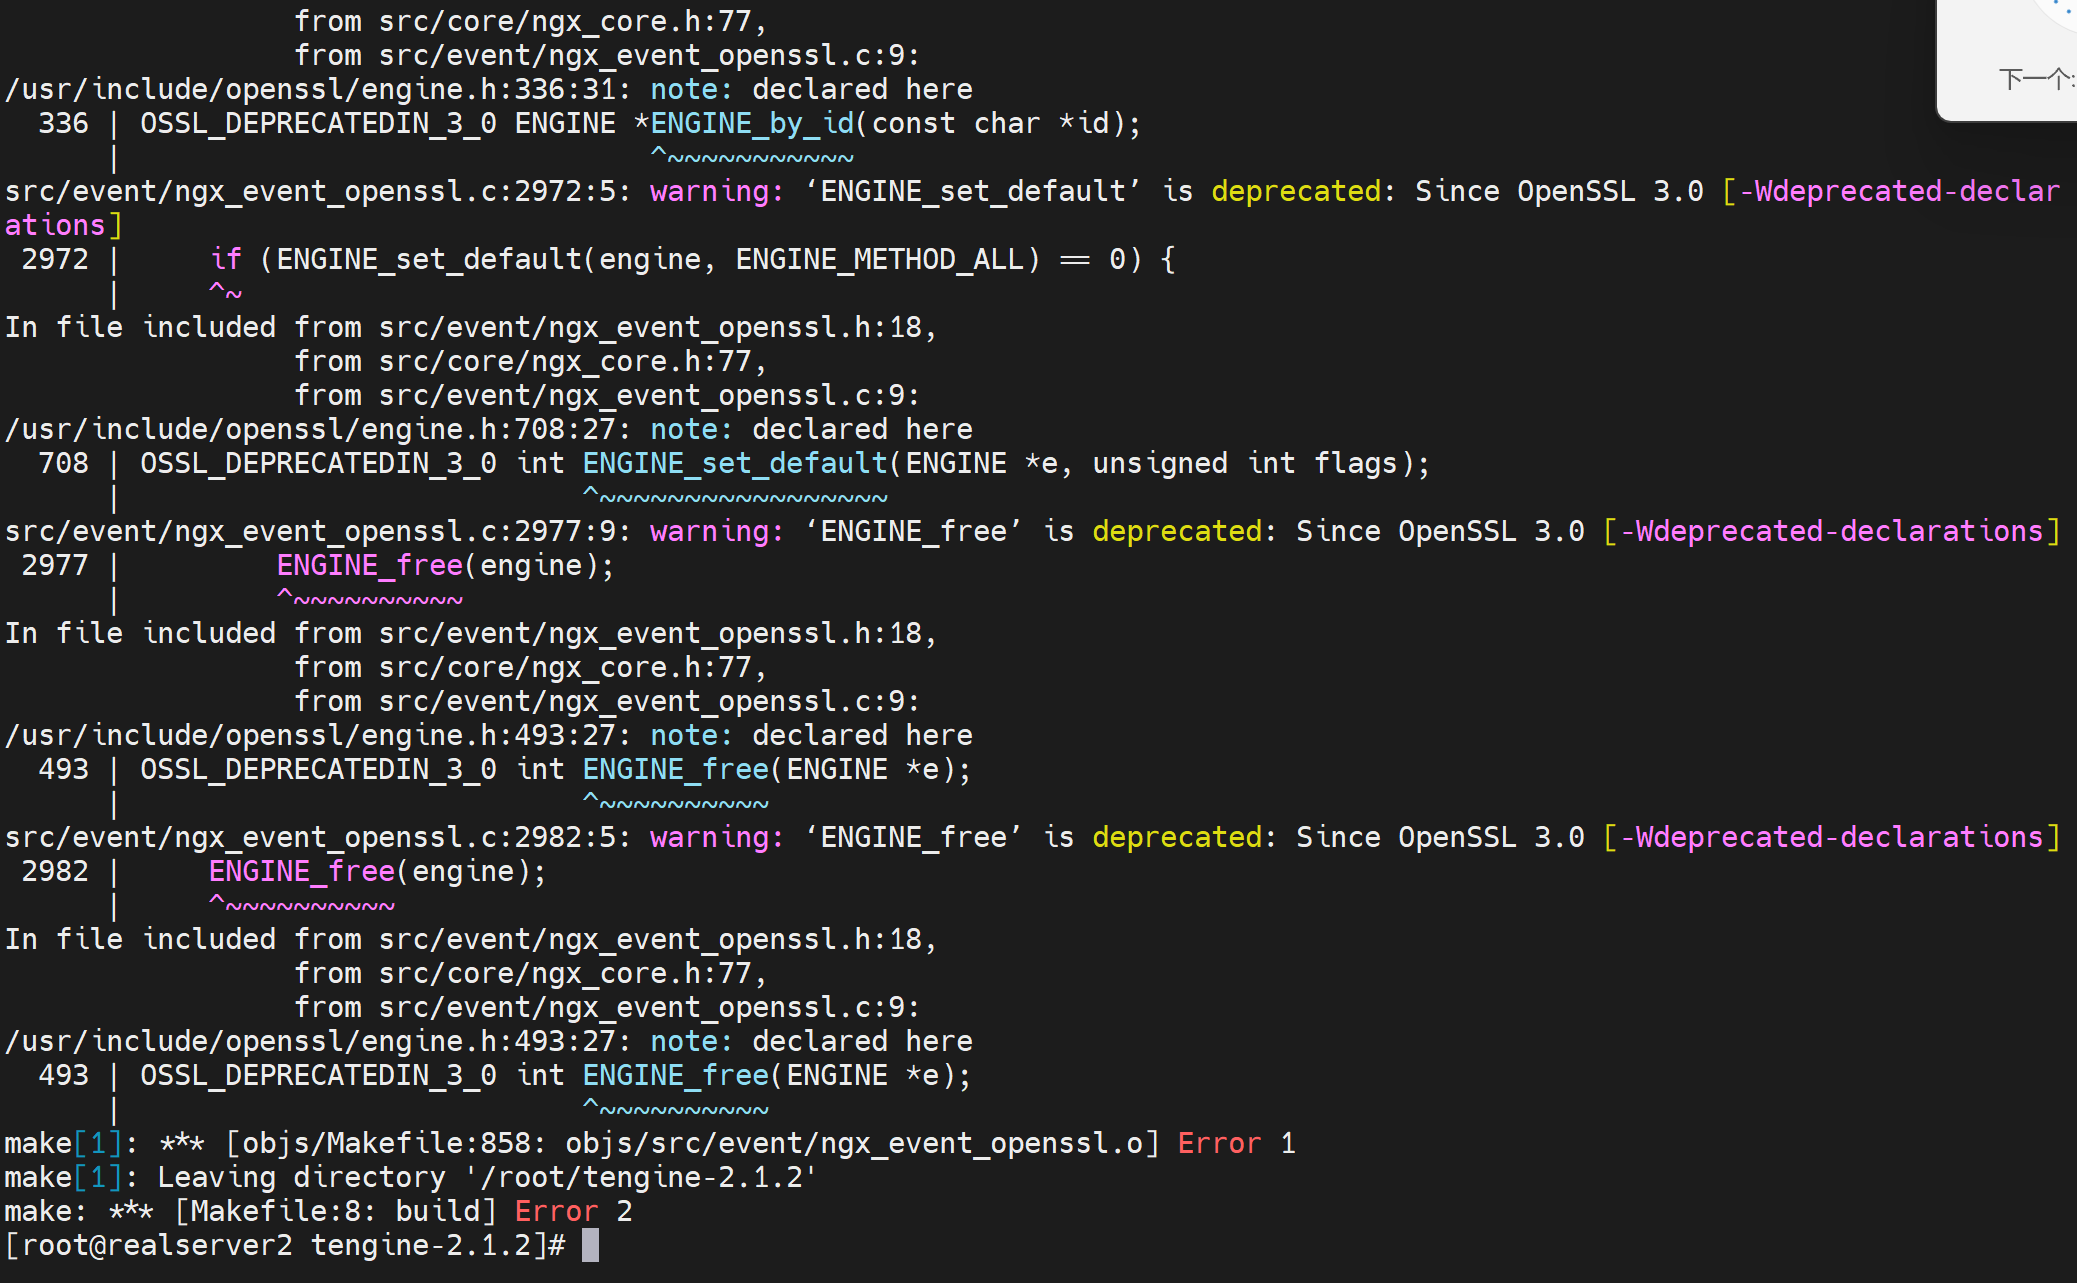 from src/core/ngx_core.h:77,
                 from src/event/ngx_event_openssl.c:9:
/usr/include/openssl/engine.h:336:31: note: declared here
下一个:
  336 | OSSL_DEPRECATEDIN_3_0 ENGINE *ENGINE_by_id(const char *id);
      |                               ^~~~~~~~~~~~
src/event/ngx_event_openssl.c:2972:5: warning: ‘ENGINE_set_default’ is deprecated: Since OpenSSL 3.0 [-Wdeprecated-declar
ations]
 2972 |     if (ENGINE_set_default(engine, ENGINE_METHOD_ALL) == 0) {
      |     ^~
In file included from src/event/ngx_event_openssl.h:18,
                 from src/core/ngx_core.h:77,
                 from src/event/ngx_event_openssl.c:9:
/usr/include/openssl/engine.h:708:27: note: declared here
  708 | OSSL_DEPRECATEDIN_3_0 int ENGINE_set_default(ENGINE *e, unsigned int flags);
      |                           ^~~~~~~~~~~~~~~~~~
src/event/ngx_event_openssl.c:2977:9: warning: ‘ENGINE_free’ is deprecated: Since OpenSSL 3.0 [-Wdeprecated-declarations]
 2977 |         ENGINE_free(engine);
      |         ^~~~~~~~~~~
In file included from src/event/ngx_event_openssl.h:18,
                 from src/core/ngx_core.h:77,
                 from src/event/ngx_event_openssl.c:9:
/usr/include/openssl/engine.h:493:27: note: declared here
  493 | OSSL_DEPRECATEDIN_3_0 int ENGINE_free(ENGINE *e);
      |                           ^~~~~~~~~~~
src/event/ngx_event_openssl.c:2982:5: warning: ‘ENGINE_free’ is deprecated: Since OpenSSL 3.0 [-Wdeprecated-declarations]
 2982 |     ENGINE_free(engine);
      |     ^~~~~~~~~~~
In file included from src/event/ngx_event_openssl.h:18,
                 from src/core/ngx_core.h:77,
                 from src/event/ngx_event_openssl.c:9:
/usr/include/openssl/engine.h:493:27: note: declared here
  493 | OSSL_DEPRECATEDIN_3_0 int ENGINE_free(ENGINE *e);
      |                           ^~~~~~~~~~~
make[1]: *** [objs/Makefile:858: objs/src/event/ngx_event_openssl.o] Error 1
make[1]: Leaving directory '/root/tengine-2.1.2'
make: *** [Makefile:8: build] Error 2
[root@realserver2 tengine-2.1.2]#